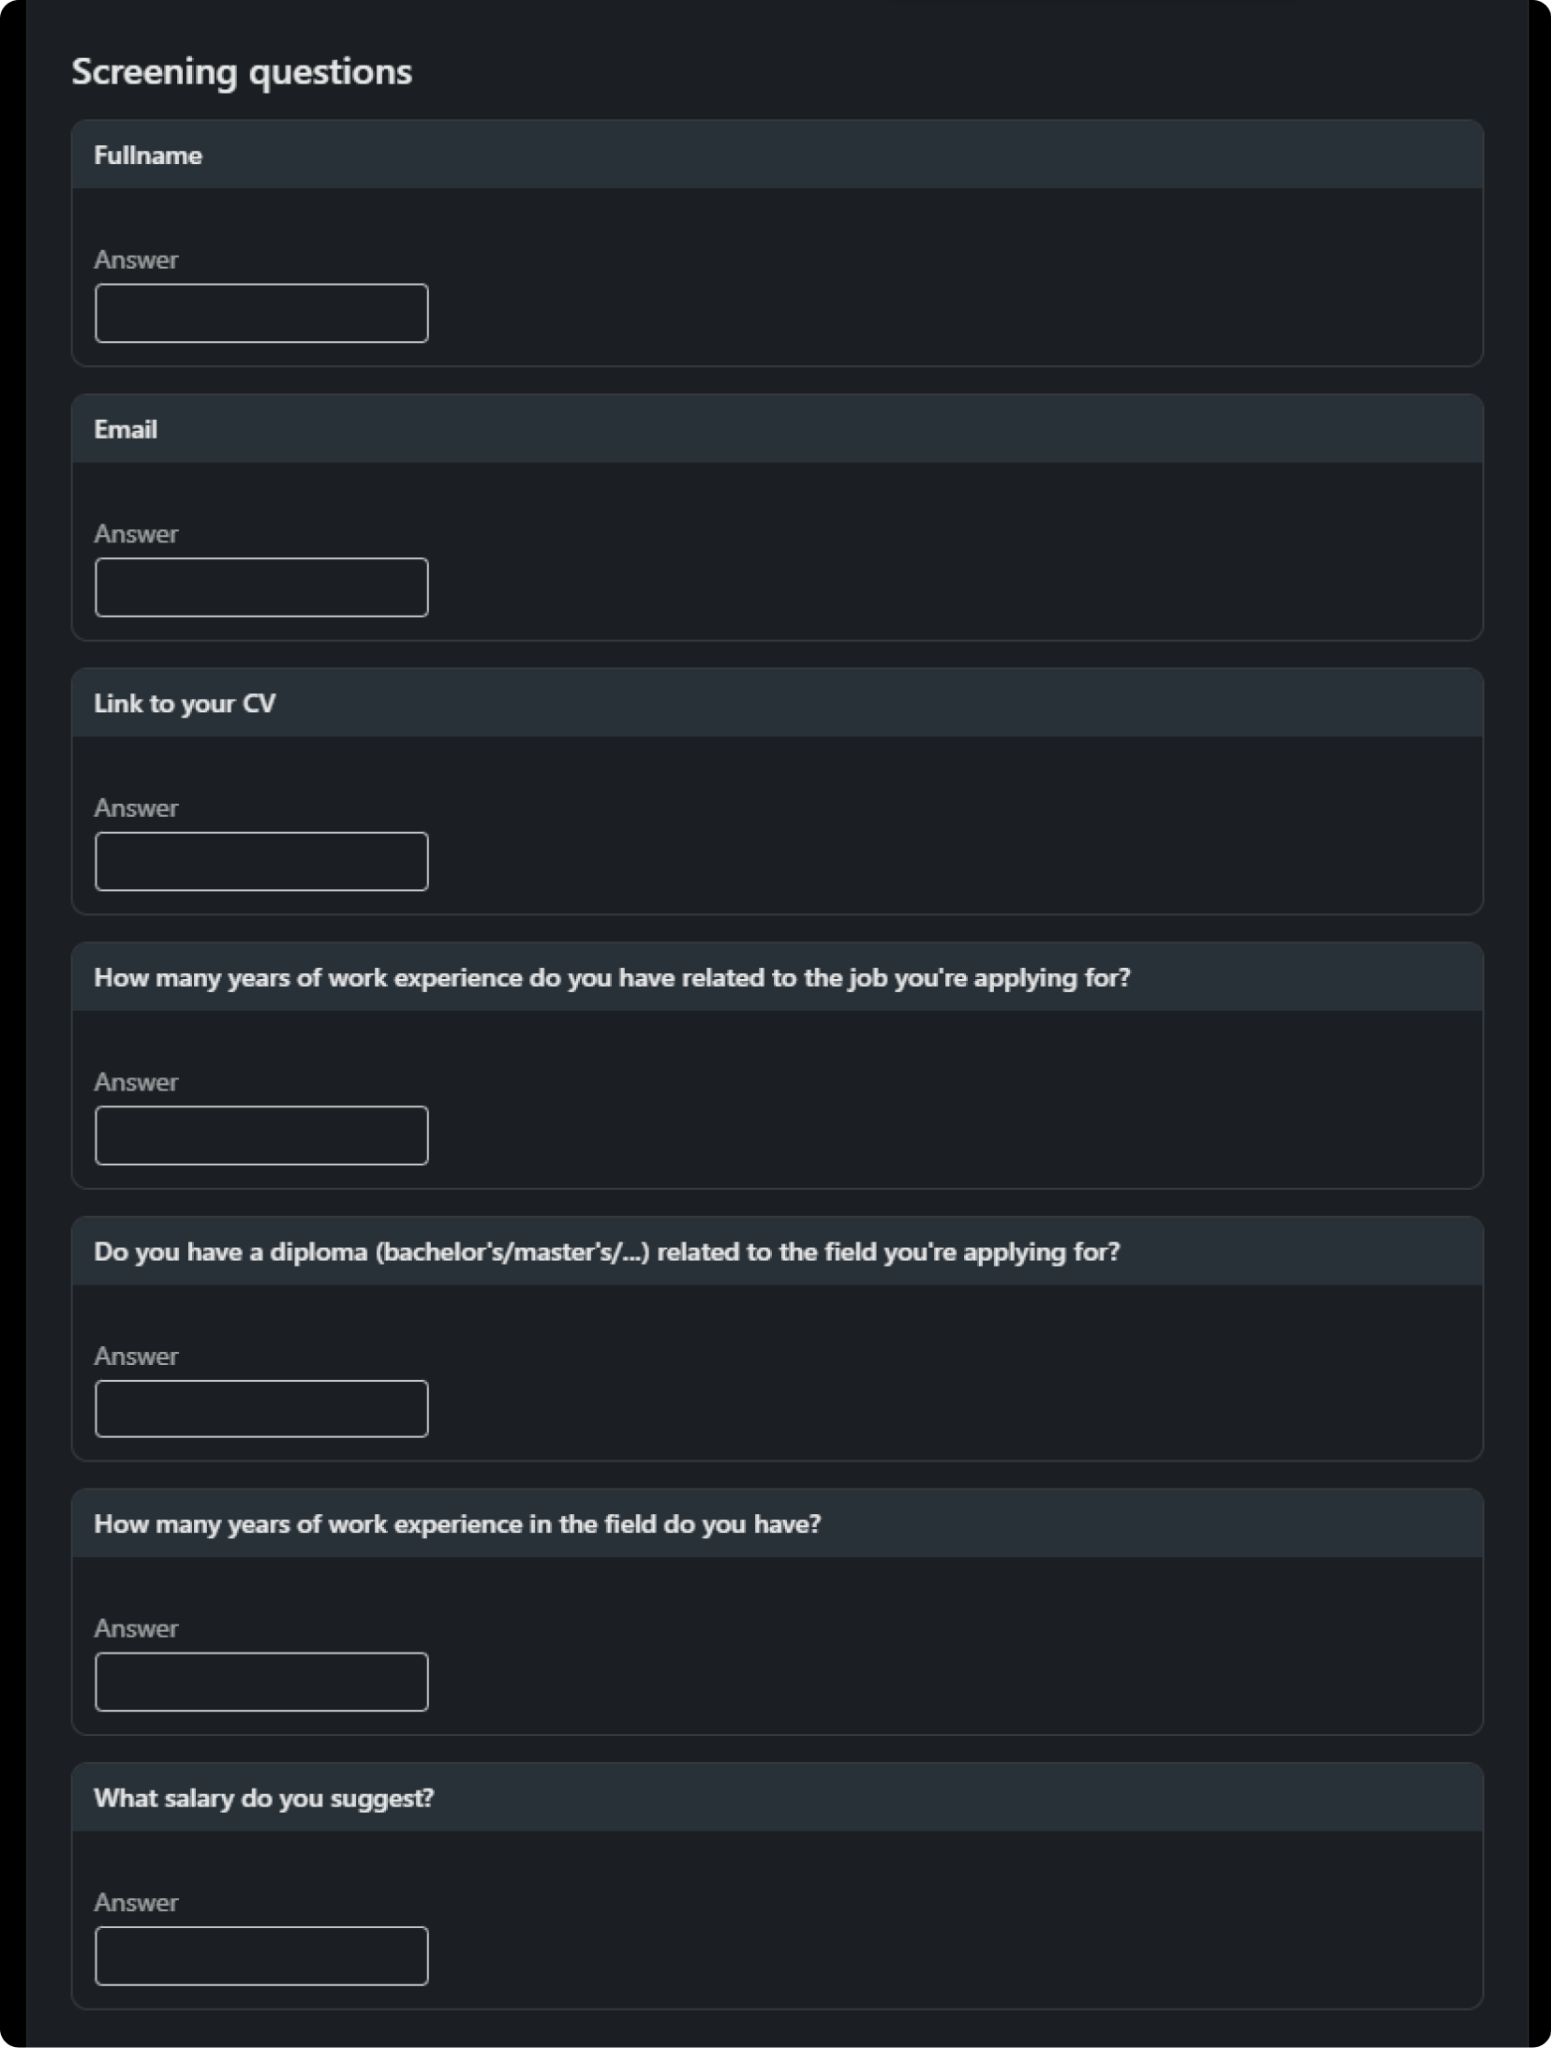 Screening questions
Fullname
Answer
Email
Answer
Link to your CV
Answer
How many years of work experience do you have related to the job you're applying for?
Answer
Do you have a diploma (bachelor's/master's/...) related to the field you're applying for?
Answer
How many years of work experience in the field do you have?
Answer
What salary do you suggest?
Answer